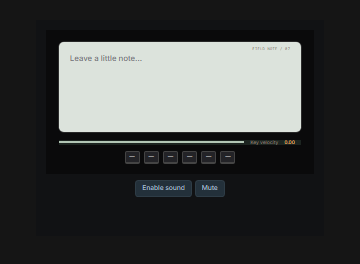 Leave a little note...
Key velocity 0.00
— — — — — —
Enable sound Mute